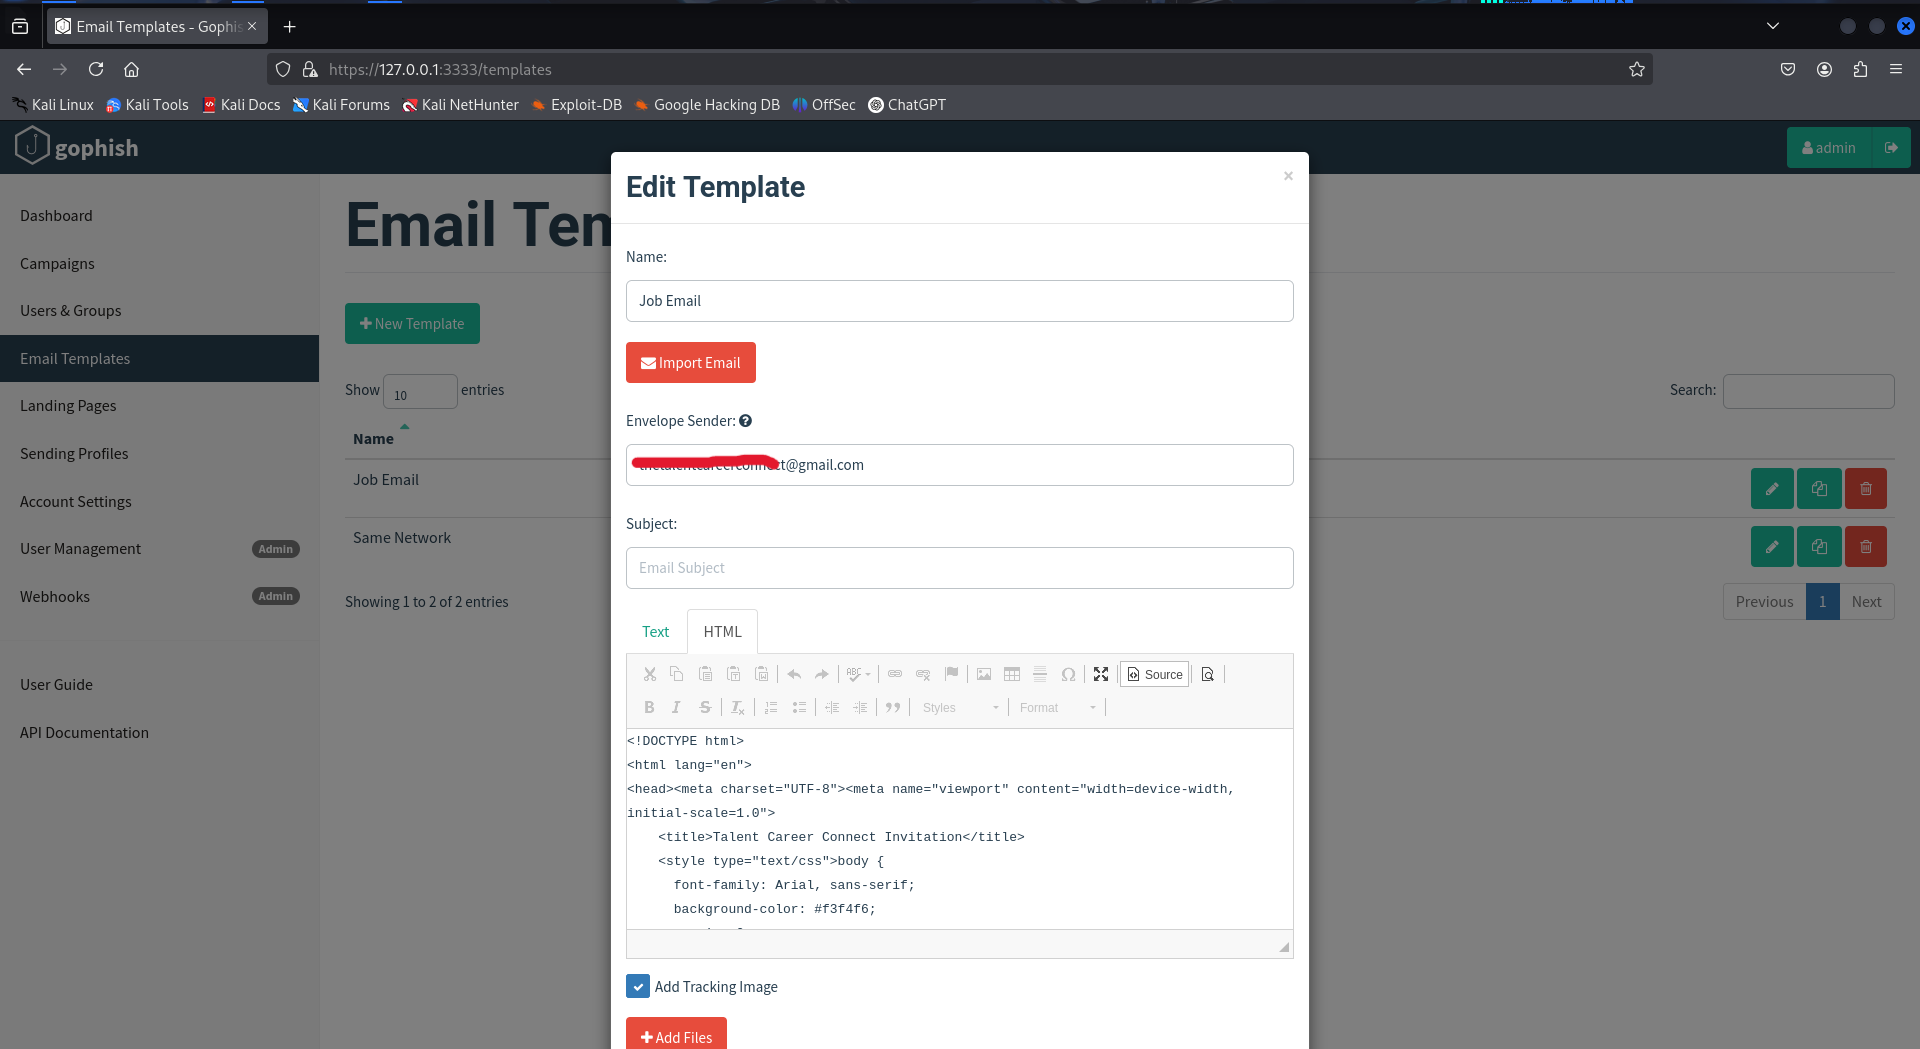 Email Templates - Gophis
https://127.0.0.1:3333/templates
Kali Linux Kali Tools Kali Docs Kali Forums Kali NetHunter Exploit-DB Google Hacking DB OffSec ChatGPT
gophish
admin
Dashboard
Campaigns
Users & Groups
Email Templates
Landing Pages
Sending Profiles
Account Settings
User Management Admin
Webhooks Admin
User Guide
API Documentation
Email Tem
New Template
Show 10 entries
Search:
Name
Job Email
Same Network
Showing 1 to 2 of 2 entries
Previous 1 Next
Edit Template
×
Name:
Job Email
Import Email
Envelope Sender:
t@gmail.com
Subject:
Email Subject
Text HTML
Source
Styles Format
<!DOCTYPE html>
<html lang="en">
<head><meta charset="UTF-8"><meta name="viewport" content="width=device-width,
initial-scale=1.0">
<title>Talent Career Connect Invitation</title>
<style type="text/css">body {
font-family: Arial, sans-serif;
background-color: #f3f4f6;
Add Tracking Image
Add Files